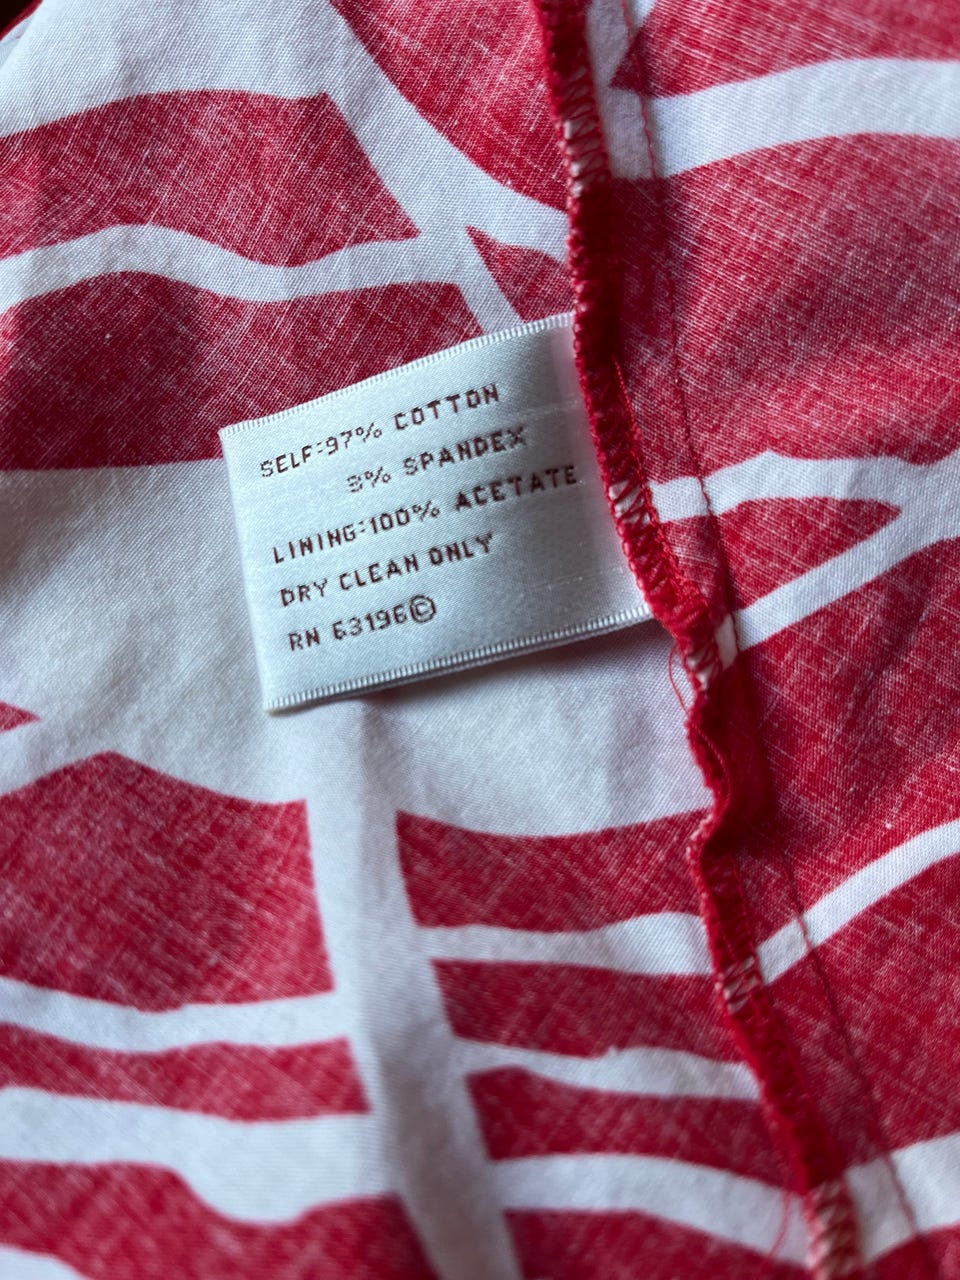 SELF:97% COTTON
3% SPANDEX
LINING:100% ACETATE
DRY CLEAN ONLY
RN 63196©